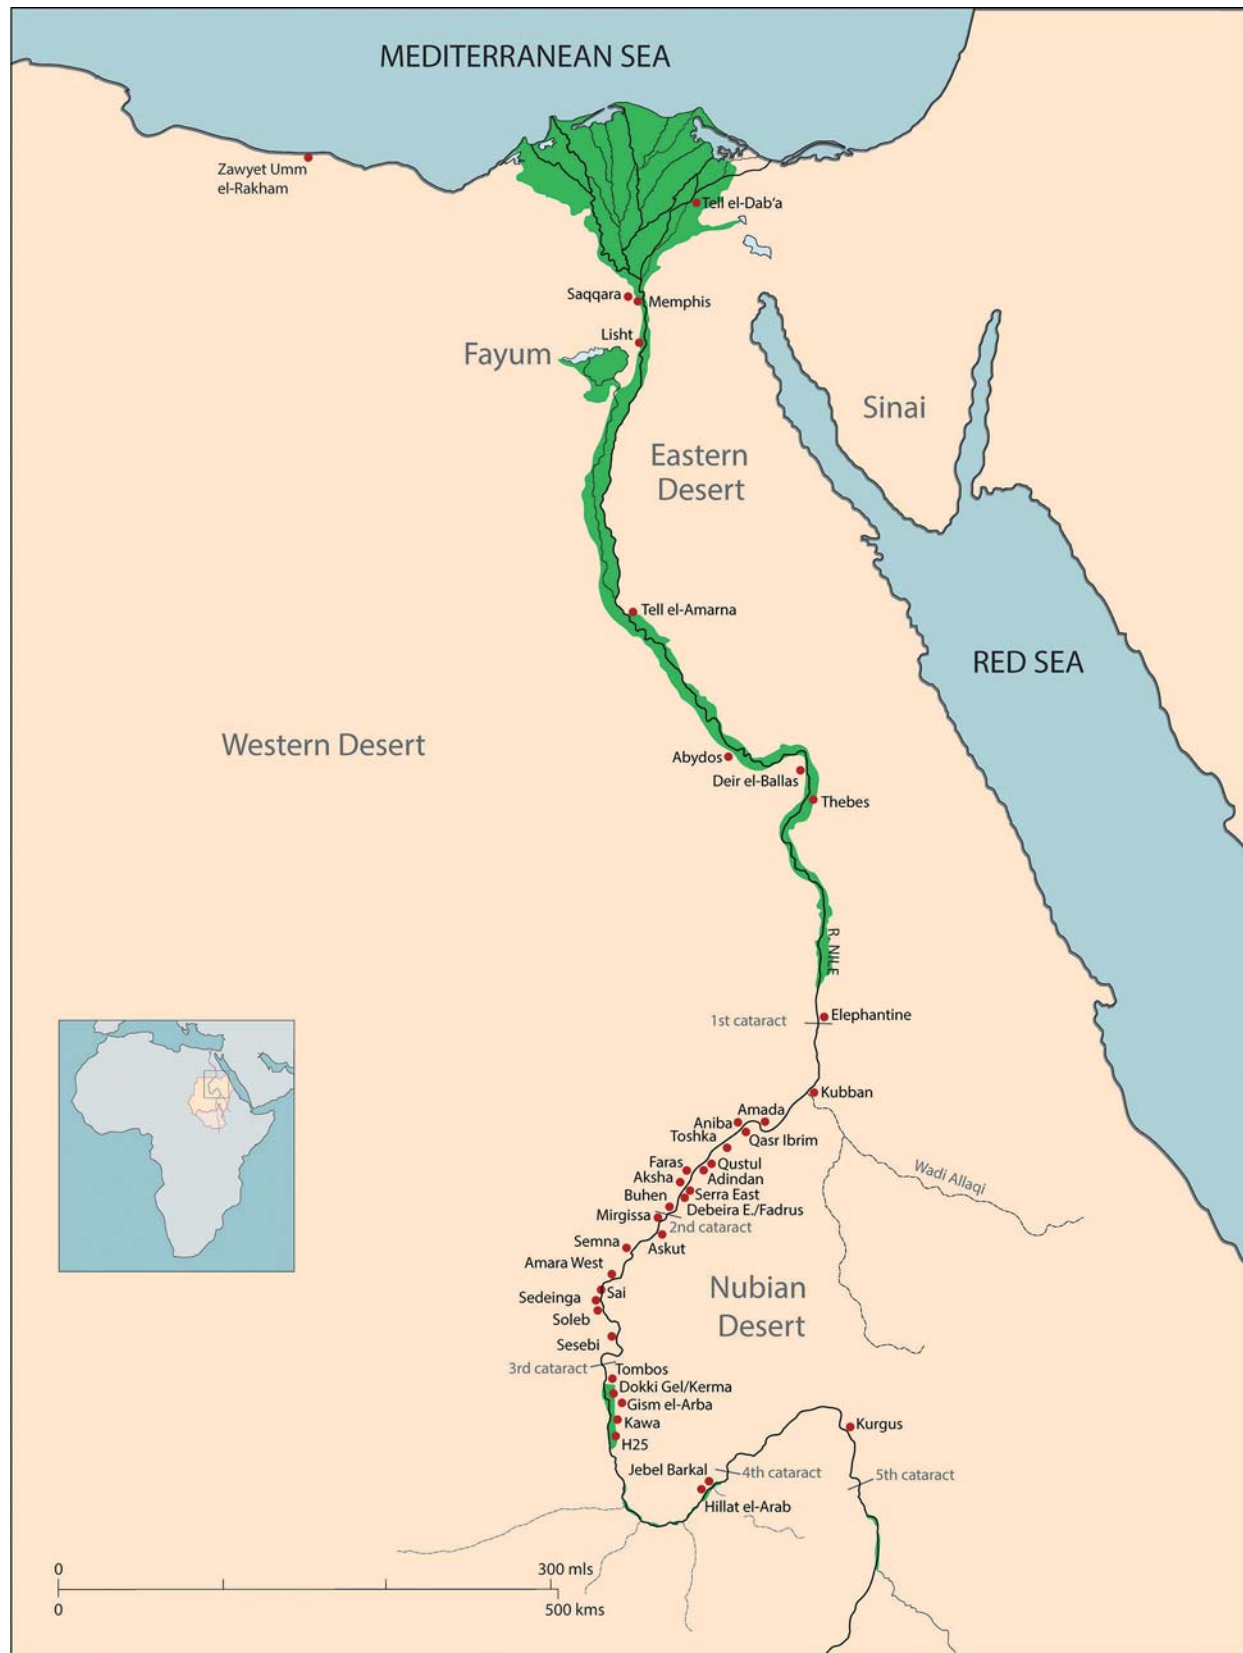 MEDITERRANEAN SEA
Zawyet Umm
el-Rakham
Tell el-Dab‘a
Saqqara
Memphis
Lisht
Fayum
Sinai
Eastern
Desert
Tell el-Amarna
RED SEA
Western Desert
Abydos
Deir el-Ballas
Thebes
R. NILE
Elephantine
1st cataract
Kubban
Amada
Aniba
Qasr Ibrim
Toshka
Qustul
Faras
Adindan
Aksha
Serra East
Buhen
Debeira E./Fadrus
Mirgissa
2nd cataract
Wadi Allaqi
Semna
Askut
Amara West
Sai
Sedeinga
Soleb
Nubian
Desert
Sesebi
3rd cataract
Tombos
Dokki Gel/Kerma
Gism el-Arba
Kawa
H25
Kurgus
Jebel Barkal
4th cataract
5th cataract
Hillat el-Arab
0 300 mls
0 500 kms